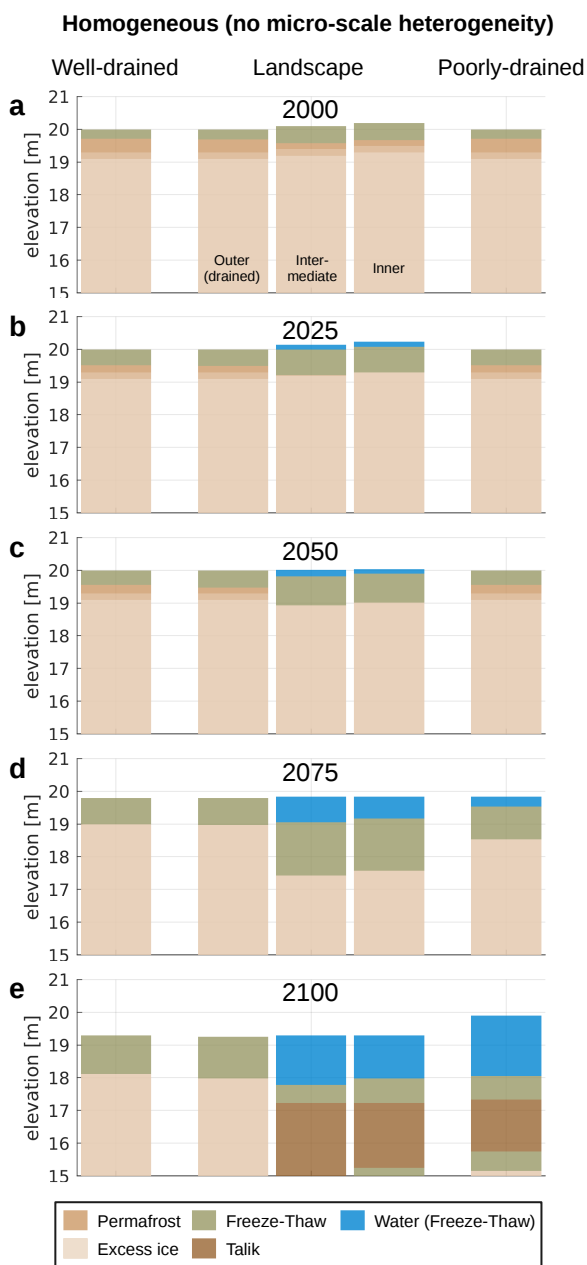 Homogeneous (no micro-scale heterogeneity)
Well-drained Landscape Poorly-drained
a 2000
21
20
19
18
17
16
15
elevation [m]
Outer
(drained)
Inter-
mediate
Inner
b 2025
21
20
19
18
17
16
15
elevation [m]
c 2050
21
20
19
18
17
16
15
elevation [m]
d 2075
21
20
19
18
17
16
15
elevation [m]
e 2100
21
20
19
18
17
16
15
elevation [m]
Permafrost Freeze-Thaw Water (Freeze-Thaw)
Excess ice Talik